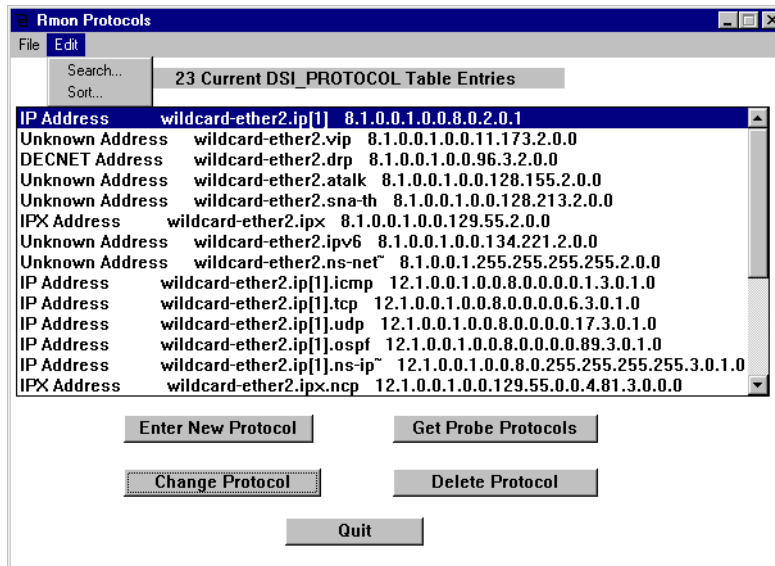 Rmon Protocols
File Edit
Search...
Sort...
23 Current DSI_PROTOCOL Table Entries
IP Address wildcard-ether2.ip[1] 8.1.0.0.1.0.0.8.0.2.0.1
Unknown Address wildcard-ether2.vip 8.1.0.0.1.0.0.11.173.2.0.0
DECNET Address wildcard-ether2.drp 8.1.0.0.1.0.0.96.3.2.0.0
Unknown Address wildcard-ether2.atalk 8.1.0.0.1.0.0.128.155.2.0.0
Unknown Address wildcard-ether2.sna-th 8.1.0.0.1.0.0.128.213.2.0.0
IPX Address wildcard-ether2.ipx 8.1.0.0.1.0.0.129.55.2.0.0
Unknown Address wildcard-ether2.ipv6 8.1.0.0.1.0.0.134.221.2.0.0
Unknown Address wildcard-ether2.ns-net~ 8.1.0.0.1.255.255.255.255.2.0.0
IP Address wildcard-ether2.ip[1].icmp 12.1.0.0.1.0.0.8.0.0.0.0.1.3.0.1.0
IP Address wildcard-ether2.ip[1].tcp 12.1.0.0.1.0.0.8.0.0.0.0.6.3.0.1.0
IP Address wildcard-ether2.ip[1].udp 12.1.0.0.1.0.0.8.0.0.0.0.17.3.0.1.0
IP Address wildcard-ether2.ip[1].ospf 12.1.0.0.1.0.0.8.0.0.0.0.89.3.0.1.0
IP Address wildcard-ether2.ip[1].ns-ip~ 12.1.0.0.1.0.0.8.0.255.255.255.255.3.0.1.0
IPX Address wildcard-ether2.ipx.ncp 12.1.0.0.1.0.0.129.55.0.0.4.81.3.0.0.0
Enter New Protocol Get Probe Protocols
Change Protocol Delete Protocol
Quit